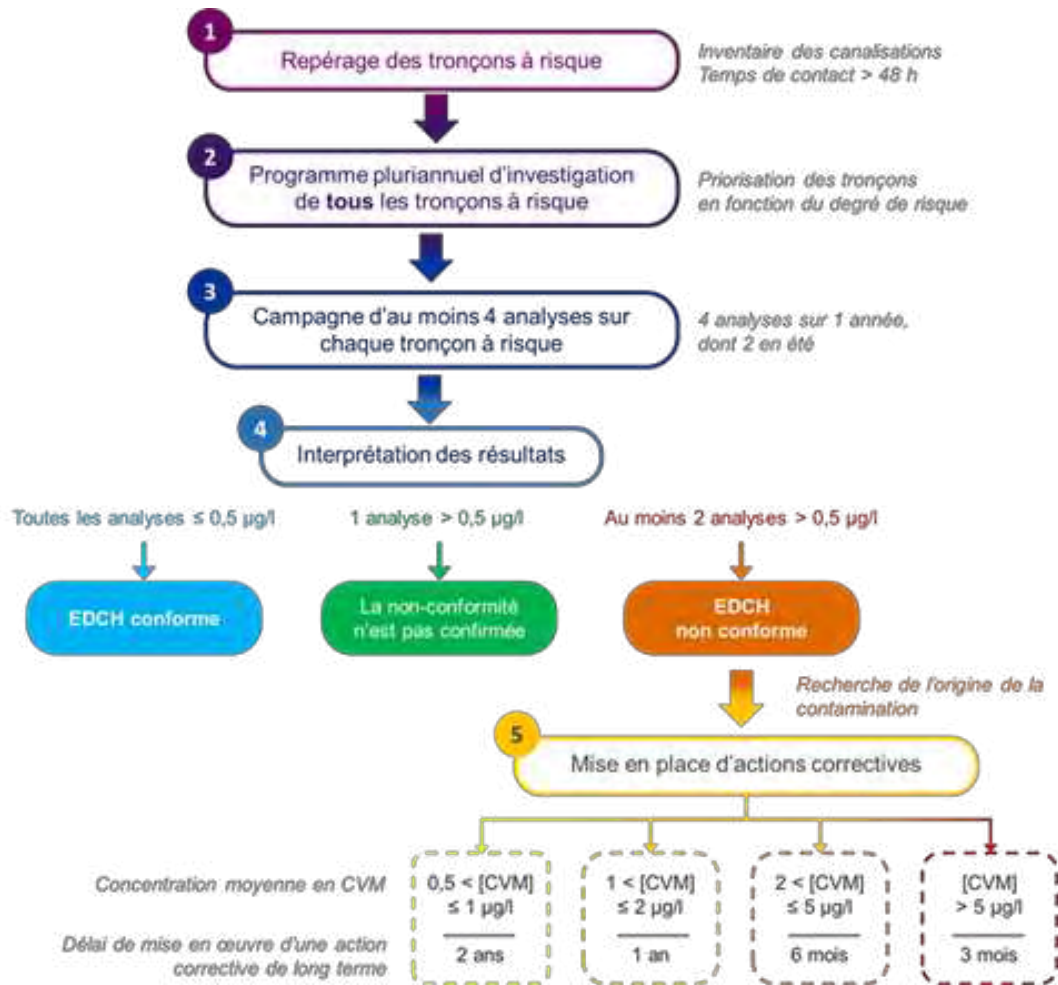 1
Repérage des tronçons à risque
Inventaire des canalisations
Temps de contact > 48 h
2
Programme pluriannuel d'investigation
de tous les tronçons à risque
Priorisation des tronçons
en fonction du degré de risque
3
Campagne d'au moins 4 analyses sur
chaque tronçon à risque
4 analyses sur 1 année,
dont 2 en été
4
Interprétation des résultats
Toutes les analyses ≤ 0,5 µg/l
1 analyse > 0,5 µg/l
Au moins 2 analyses > 0,5 µg/l
EDCH conforme
La non-conformité
n'est pas confirmée
EDCH
non conforme
Recherche de l'origine de la
contamination
5
Mise en place d'actions correctives
Concentration moyenne en CVM
0,5 < [CVM]
≤ 1 µg/l
1 < [CVM]
≤ 2 µg/l
2 < [CVM]
≤ 5 µg/l
[CVM]
> 5 µg/l
Délai de mise en œuvre d'une action
corrective de long terme
2 ans
1 an
6 mois
3 mois